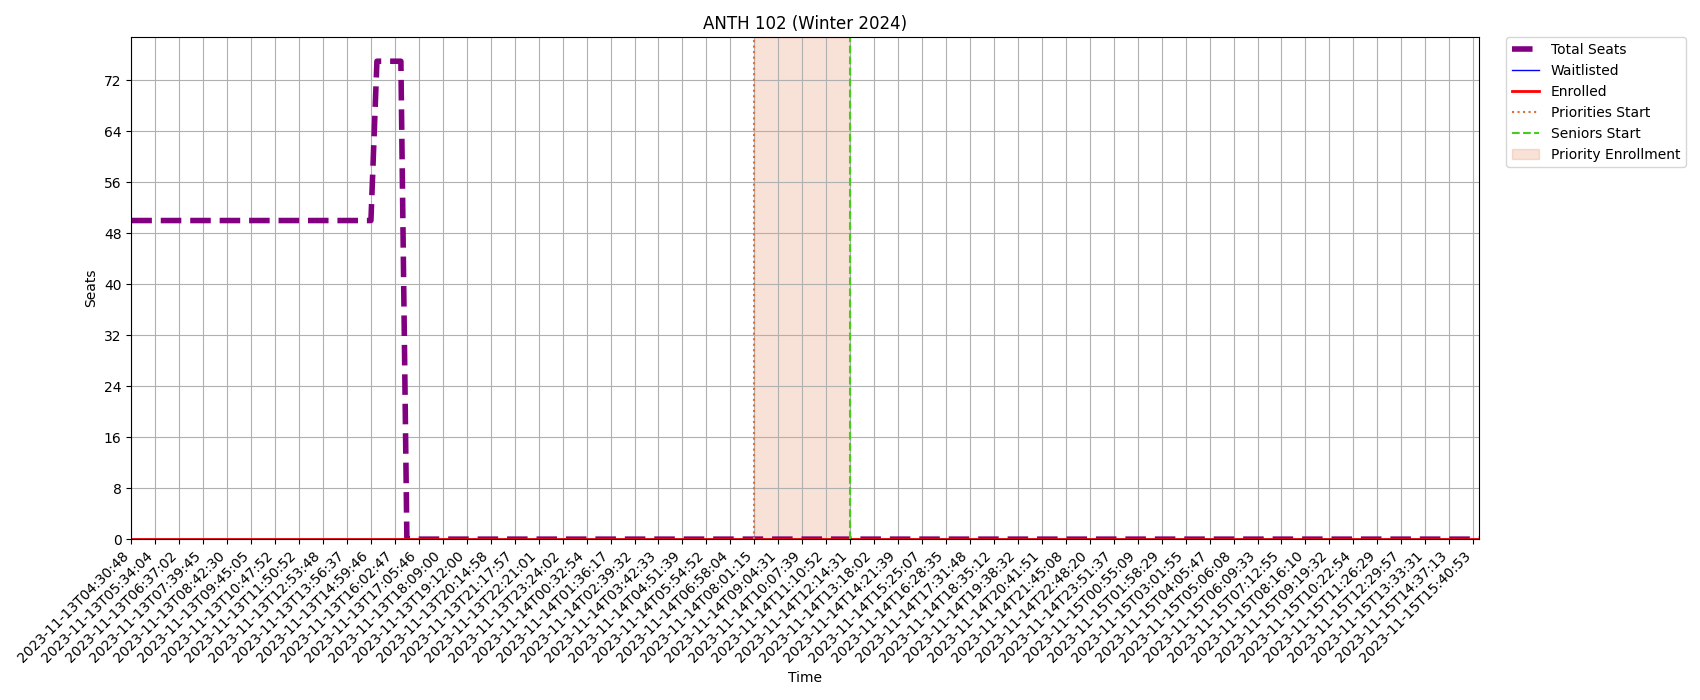 ANTH 102 (Winter 2024)
Total Seats
Waitlisted
Enrolled
Priorities Start
Seniors Start
Priority Enrollment
Seats
72
64
56
48
40
32
24
16
8
0
2023-11-13T04:30:48
2023-11-13T05:34:04
2023-11-13T06:37:02
2023-11-13T07:39:45
2023-11-13T08:42:30
2023-11-13T09:45:05
2023-11-13T10:47:52
2023-11-13T11:50:52
2023-11-13T12:53:48
2023-11-13T13:56:37
2023-11-13T14:59:46
2023-11-13T16:02:47
2023-11-13T17:05:46
2023-11-13T18:09:00
2023-11-13T19:12:00
2023-11-13T20:14:58
2023-11-13T21:17:57
2023-11-13T22:21:01
2023-11-13T23:24:02
2023-11-14T00:32:54
2023-11-14T01:36:17
2023-11-14T02:39:32
2023-11-14T03:42:33
2023-11-14T04:51:39
2023-11-14T05:54:52
2023-11-14T06:58:04
2023-11-14T08:01:15
2023-11-14T09:04:31
2023-11-14T10:07:39
2023-11-14T11:10:52
2023-11-14T12:14:31
2023-11-14T13:18:02
2023-11-14T14:21:39
2023-11-14T15:25:07
2023-11-14T16:28:35
2023-11-14T17:31:48
2023-11-14T18:35:12
2023-11-14T19:38:32
2023-11-14T20:41:51
2023-11-14T21:45:08
2023-11-14T22:48:20
2023-11-14T23:51:37
2023-11-15T00:55:09
2023-11-15T01:58:29
2023-11-15T03:01:55
2023-11-15T04:05:47
2023-11-15T05:06:08
2023-11-15T06:09:33
2023-11-15T07:12:55
2023-11-15T08:16:10
2023-11-15T09:19:32
2023-11-15T10:22:54
2023-11-15T11:26:29
2023-11-15T12:29:57
2023-11-15T13:33:31
2023-11-15T14:37:13
2023-11-15T15:40:53
Time